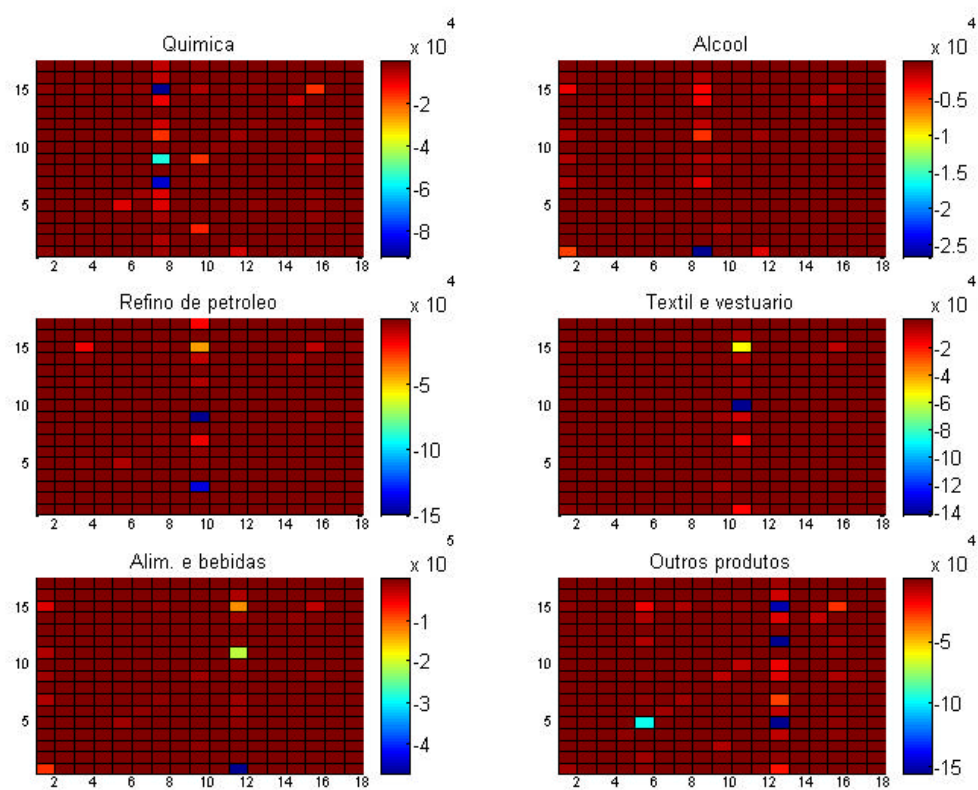 Quimica
4
x 10
-2
-4
-6
-8
15
10
5
2 4 6 8 10 12 14 16 18
Alcool
4
x 10
-0.5
-1
-1.5
-2
-2.5
15
10
5
2 4 6 8 10 12 14 16 18
Refino de petroleo
4
x 10
-5
-10
-15
15
10
5
2 4 6 8 10 12 14 16 18
Textil e vestuario
4
x 10
-2
-4
-6
-8
-10
-12
-14
15
10
5
2 4 6 8 10 12 14 16 18
Alim. e bebidas
5
x 10
-1
-2
-3
-4
15
10
5
2 4 6 8 10 12 14 16 18
Outros produtos
4
x 10
-5
-10
-15
15
10
5
2 4 6 8 10 12 14 16 18